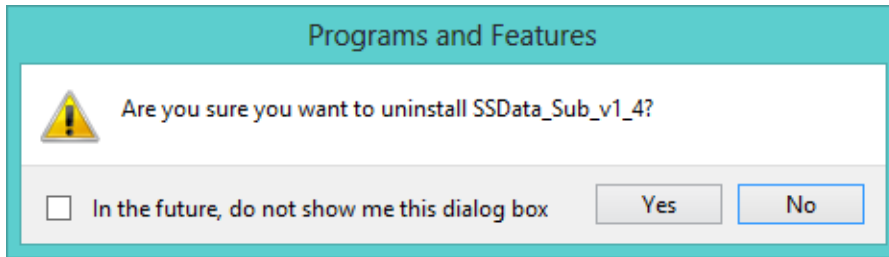 Programs and Features
Are you sure you want to uninstall SSData_Sub_v1_4?
In the future, do not show me this dialog box Yes No